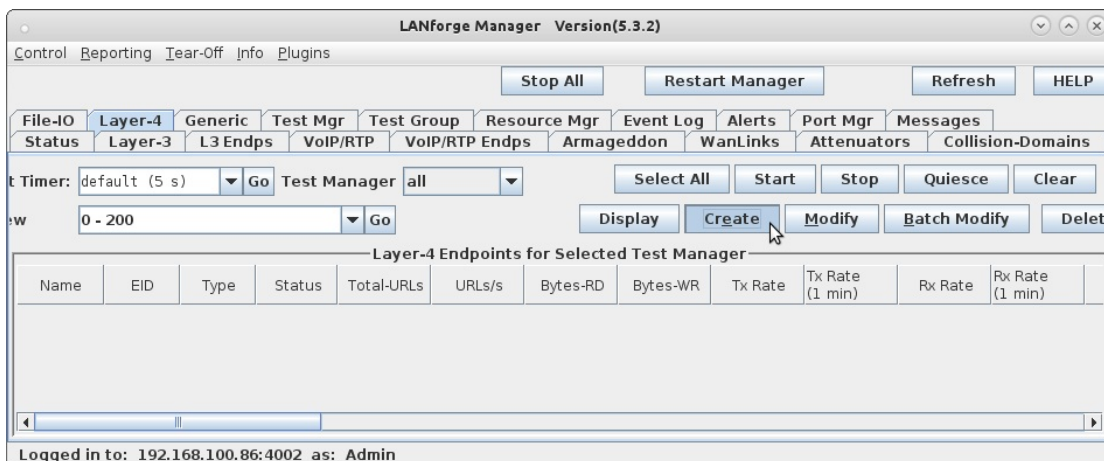 LANforge Manager Version(5.3.2)
Control Reporting Tear-Off Info Plugins
Stop All Restart Manager Refresh HELP
File-IO Layer-4 Generic Test Mgr Test Group Resource Mgr Event Log Alerts Port Mgr Messages
Status Layer-3 L3 Endps VoIP/RTP VoIP/RTP Endps Armageddon WanLinks Attenuators Collision-Domains
t Timer: default (5 s) Go Test Manager all Select All Start Stop Quiesce Clear
ew 0 - 200 Go Display Create Modify Batch Modify Delet
Layer-4 Endpoints for Selected Test Manager
Name EID Type Status Total-URLs URLs/s Bytes-RD Bytes-WR Tx Rate Tx Rate (1 min) Rx Rate Rx Rate (1 min)
Logged in to: 192.168.100.86:4002 as: Admin